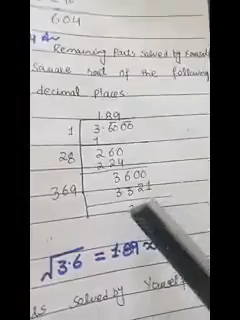 604
Remaining Parts solved by
Square root of the following
decimal places
1.89
1 3.6000
1
28 260
224
369 3600
3321
√3.6 = 1.89
solved by